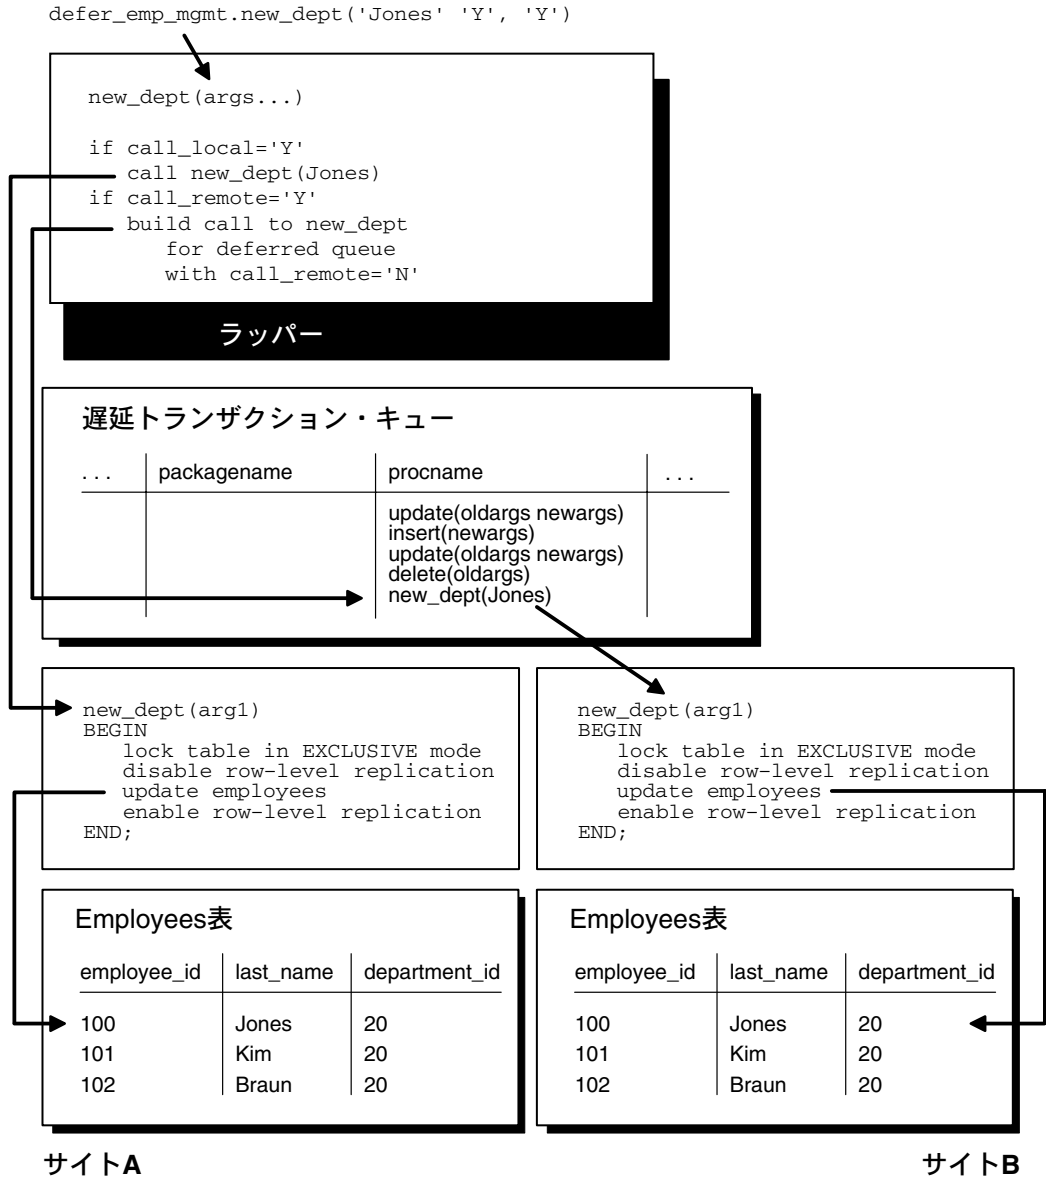 defer_emp_mgmt.new_dept('Jones' 'Y', 'Y')
new_dept(args...)
if call_local='Y'
call new_dept(Jones)
if call_remote='Y'
build call to new_dept
for deferred queue
with call_remote='N'
ラッパー
遅延トランザクション・キュー
... packagename procname ...
update(oldargs newargs)
insert(newargs)
update(oldargs newargs)
delete(oldargs)
new_dept(Jones)
new_dept(arg1)
BEGIN
lock table in EXCLUSIVE mode
disable row-level replication
update employees
enable row-level replication
END;
new_dept(arg1)
BEGIN
lock table in EXCLUSIVE mode
disable row-level replication
update employees
enable row-level replication
END;
Employees表
employee_id last_name department_id
100 Jones 20
101 Kim 20
102 Braun 20
Employees表
employee_id last_name department_id
100 Jones 20
101 Kim 20
102 Braun 20
サイトA
サイトB